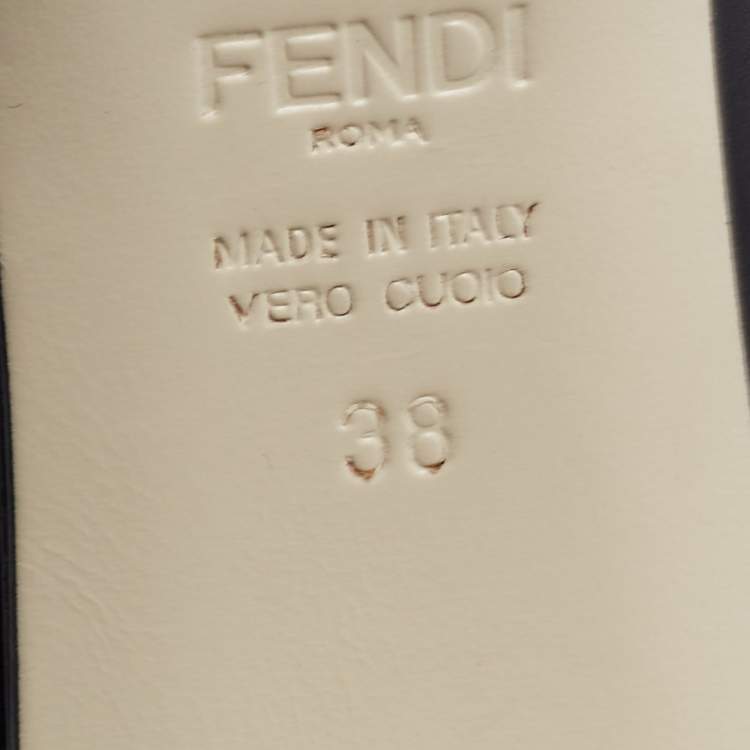 FENDI
ROMA
MADE IN ITALY
VERO CUOIO
38